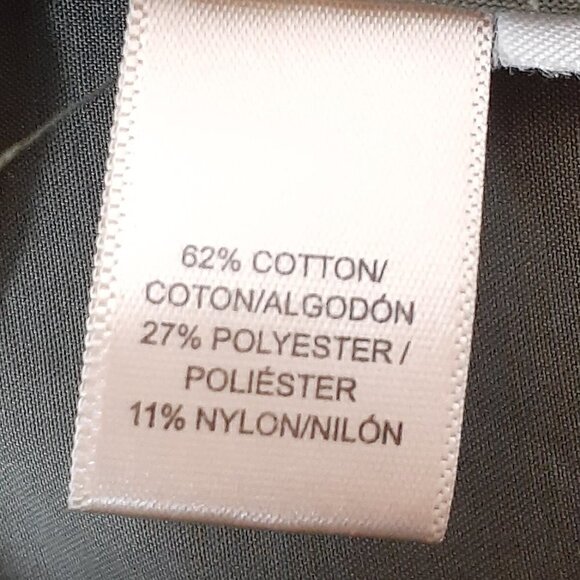 62% COTTON/
COTON/ALGODÓN
27% POLYESTER /
POLIÉSTER
11% NYLON/NILÓN